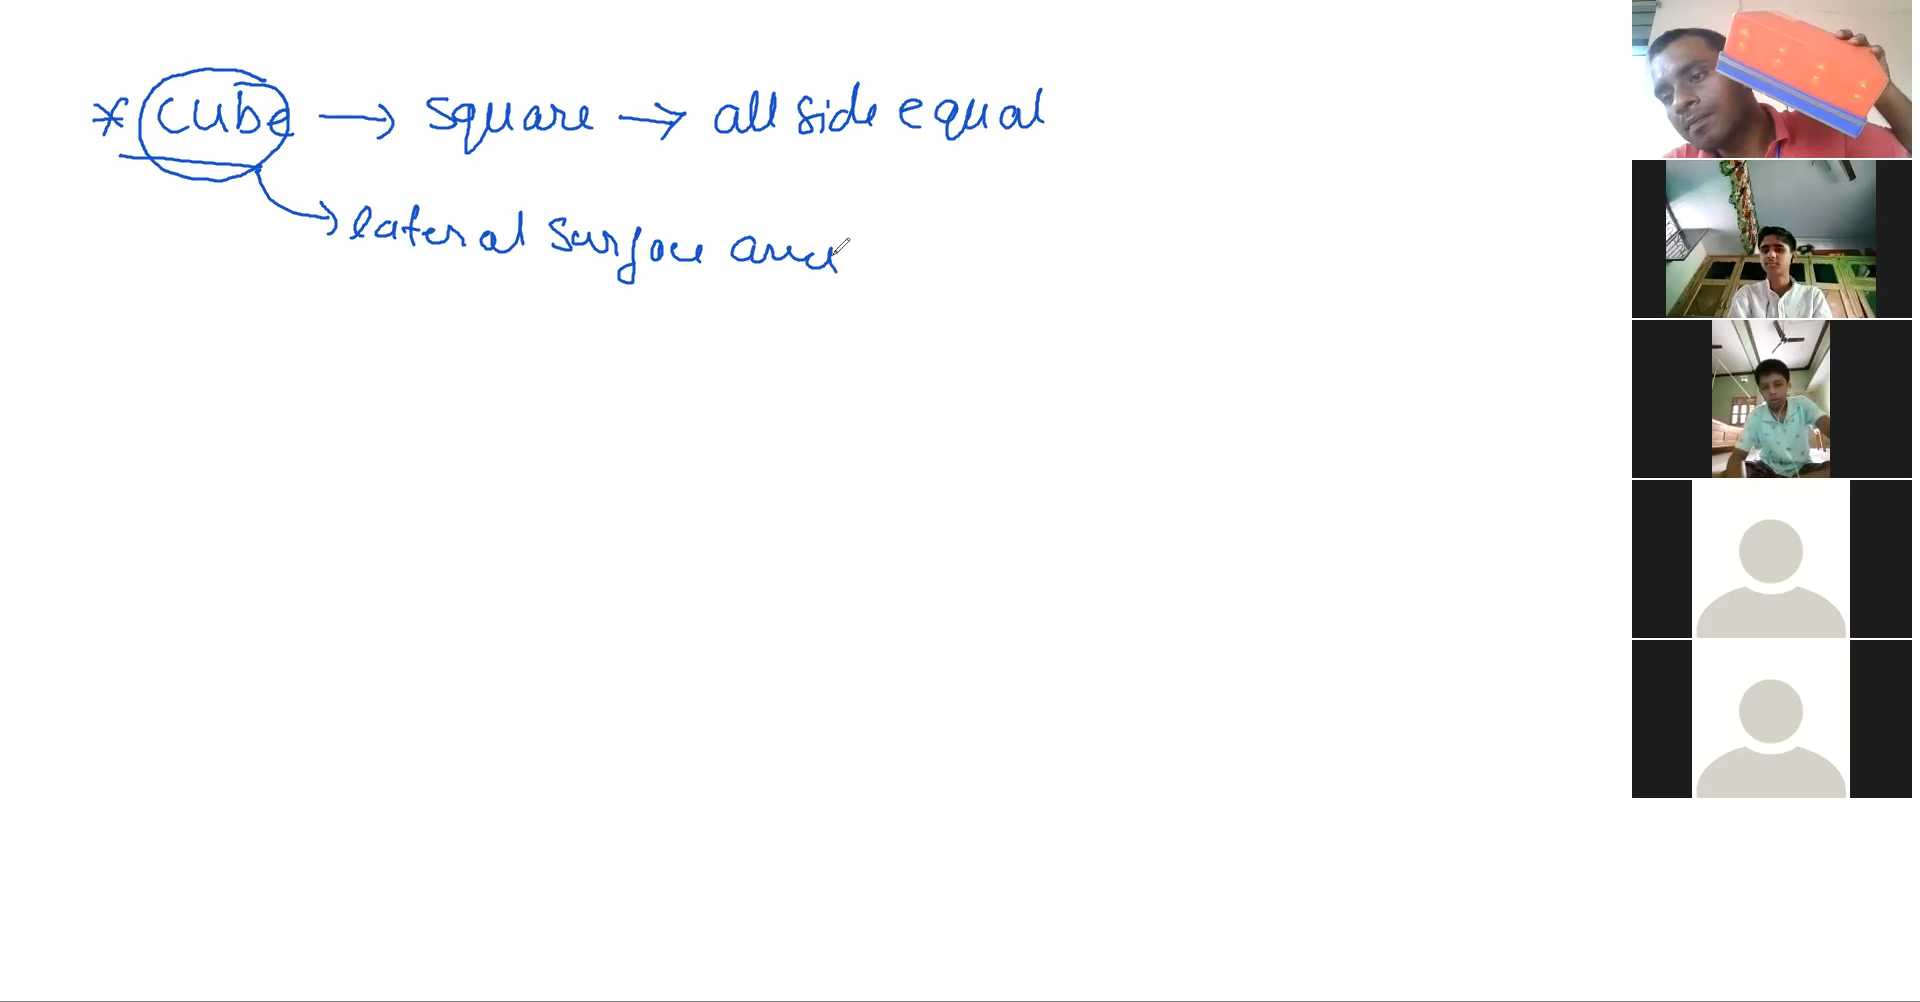 * cube → square → all side equal
→ lateral surface area